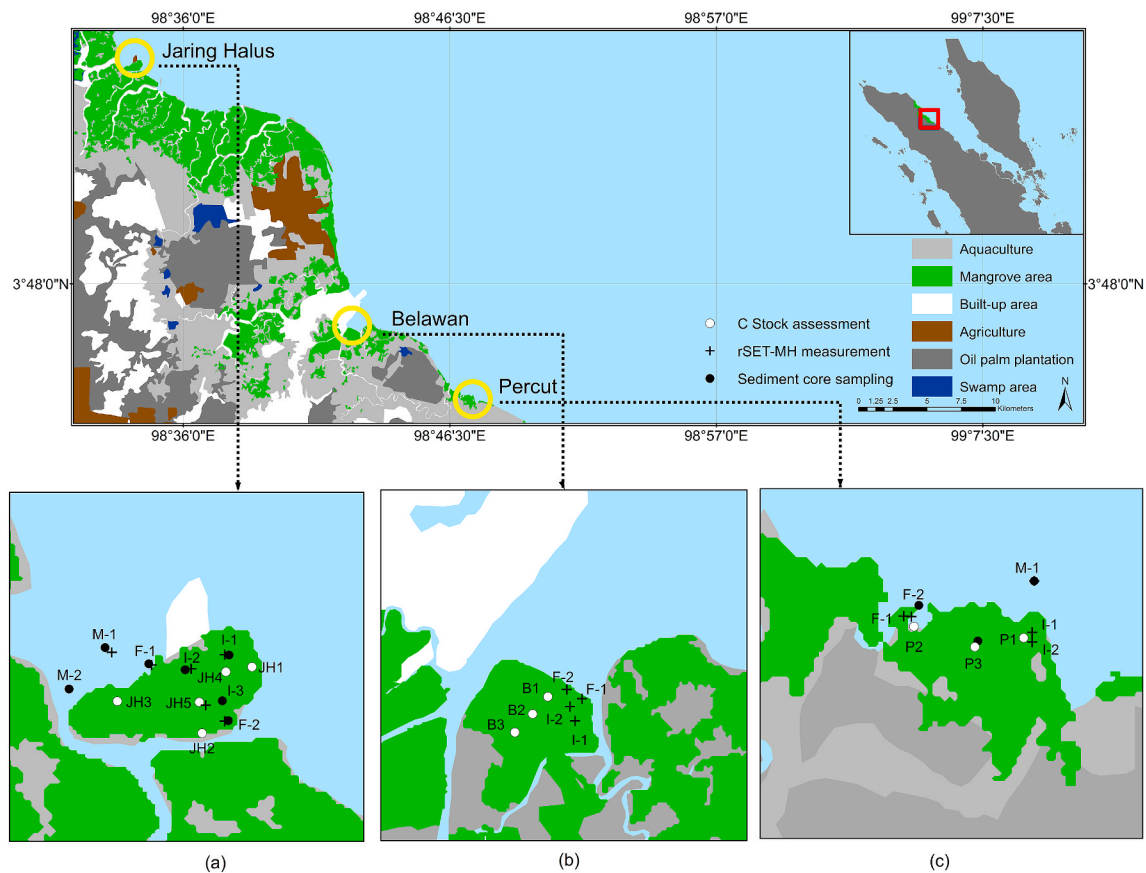 98°36'0"E 98°46'30"E 98°57'0"E 99°7'30"E
Jaring Halus
3°48'0"N 3°48'0"N
Belawan
Percut
Aquaculture
Mangrove area
Built-up area
Agriculture
Oil palm plantation
Swamp area
C Stock assessment
rSET-MH measurement
Sediment core sampling
N
0 1.25 2.5 5 7.5 10
Kilometers
98°36'0"E 98°46'30"E 98°57'0"E 99°7'30"E
M-1
F-1
I-1
I-2
M-2
JH1
JH4
JH3
JH5
I-3
F-2
JH2
(a)
F-2
B1
F-1
B2
I-2
B3
I-1
(b)
M-1
F-2
F-1
I-1
P1
P2
I-2
P3
(c)